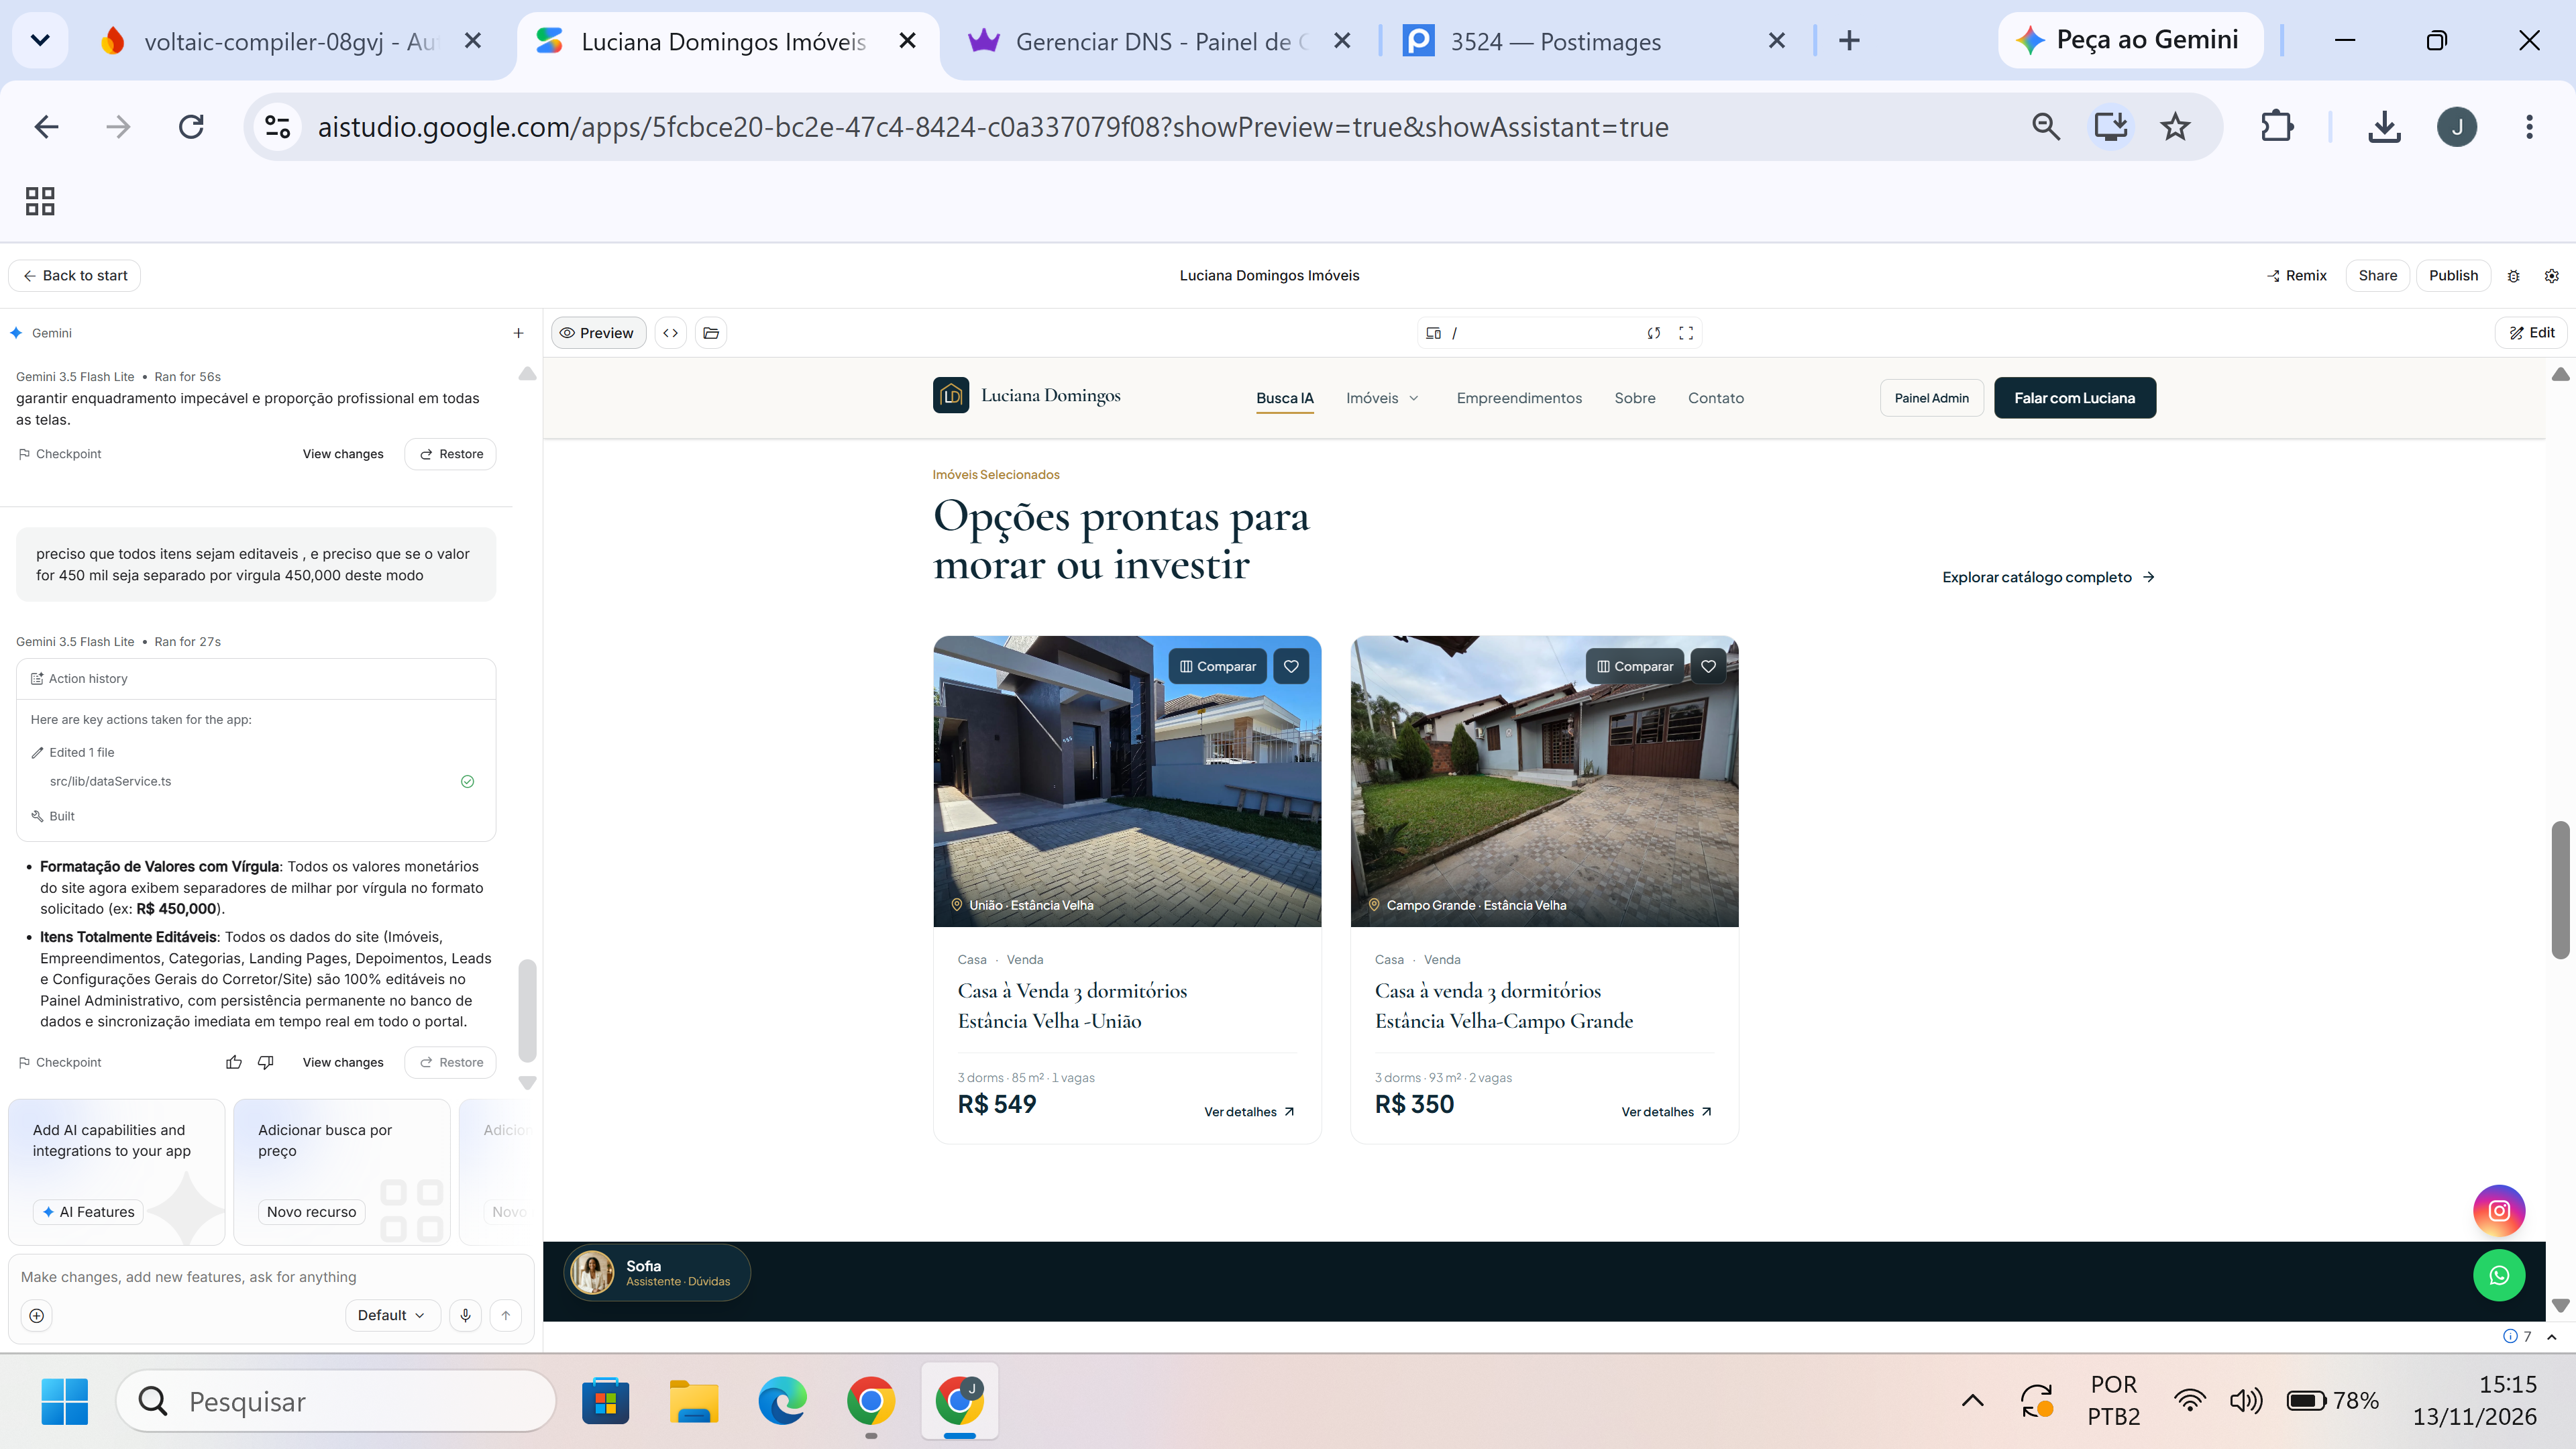 voltaic-compiler-08gvj - Au
Luciana Domingos Imóveis
Gerenciar DNS - Painel de C
3524 — Postimages
Peça ao Gemini
aistudio.google.com/apps/5fcbce20-bc2e-47c4-8424-c0a337079f08?showPreview=true&showAssistant=true
J
Back to start
Luciana Domingos Imóveis
Remix
Share
Publish
Gemini
Preview
/
Edit
Gemini 3.5 Flash Lite • Ran for 56s
garantir enquadramento impecável e proporção profissional em todas
as telas.
Checkpoint
View changes
Restore
preciso que todos itens sejam editaveis , e preciso que se o valor
for 450 mil seja separado por virgula 450,000 deste modo
Gemini 3.5 Flash Lite • Ran for 27s
Action history
Here are key actions taken for the app:
Edited 1 file
src/lib/dataService.ts
Built
• Formatação de Valores com Vírgula: Todos os valores monetários
do site agora exibem separadores de milhar por vírgula no formato
solicitado (ex: R$ 450,000).
• Itens Totalmente Editáveis: Todos os dados do site (Imóveis,
Empreendimentos, Categorias, Landing Pages, Depoimentos, Leads
e Configurações Gerais do Corretor/Site) são 100% editáveis no
Painel Administrativo, com persistência permanente no banco de
dados e sincronização imediata em tempo real em todo o portal.
Checkpoint
View changes
Restore
Add AI capabilities and
integrations to your app
AI Features
Adicionar busca por
preço
Novo recurso
Adicion
Novo
Make changes, add new features, ask for anything
Default
LD
Luciana Domingos
Busca IA
Imóveis
Empreendimentos
Sobre
Contato
Painel Admin
Falar com Luciana
Imóveis Selecionados
Opções prontas para
morar ou investir
Explorar catálogo completo
Comparar
União · Estância Velha
Casa · Venda
Casa à Venda 3 dormitórios
Estância Velha -União
3 dorms · 85 m² · 1 vagas
R$ 549
Ver detalhes
Comparar
Campo Grande · Estância Velha
Casa · Venda
Casa à venda 3 dormitórios
Estância Velha-Campo Grande
3 dorms · 93 m² · 2 vagas
R$ 350
Ver detalhes
Sofia
Assistente · Dúvidas
7
Pesquisar
J
POR
PTB2
78%
15:15
13/11/2026